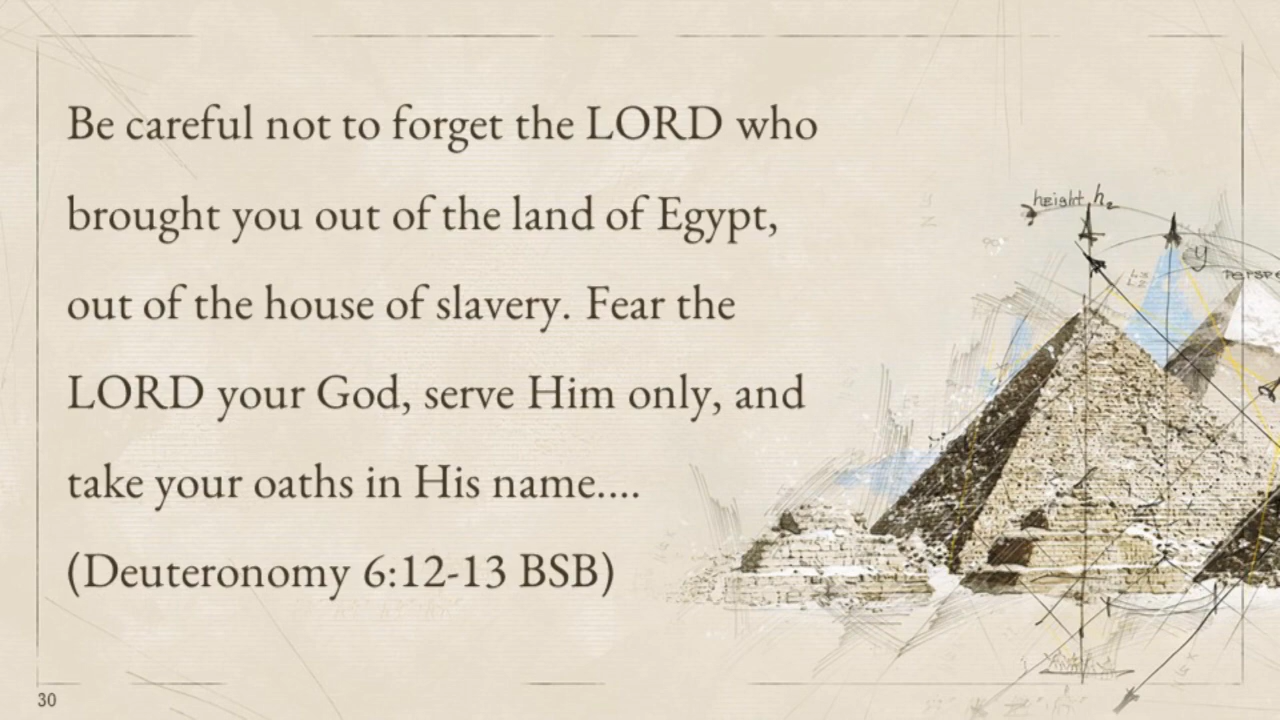 Be careful not to forget the LORD who
brought you out of the land of Egypt,
out of the house of slavery. Fear the
LORD your God, serve Him only, and
take your oaths in His name....
(Deuteronomy 6:12-13 BSB)
height h₂
y
perspe
30